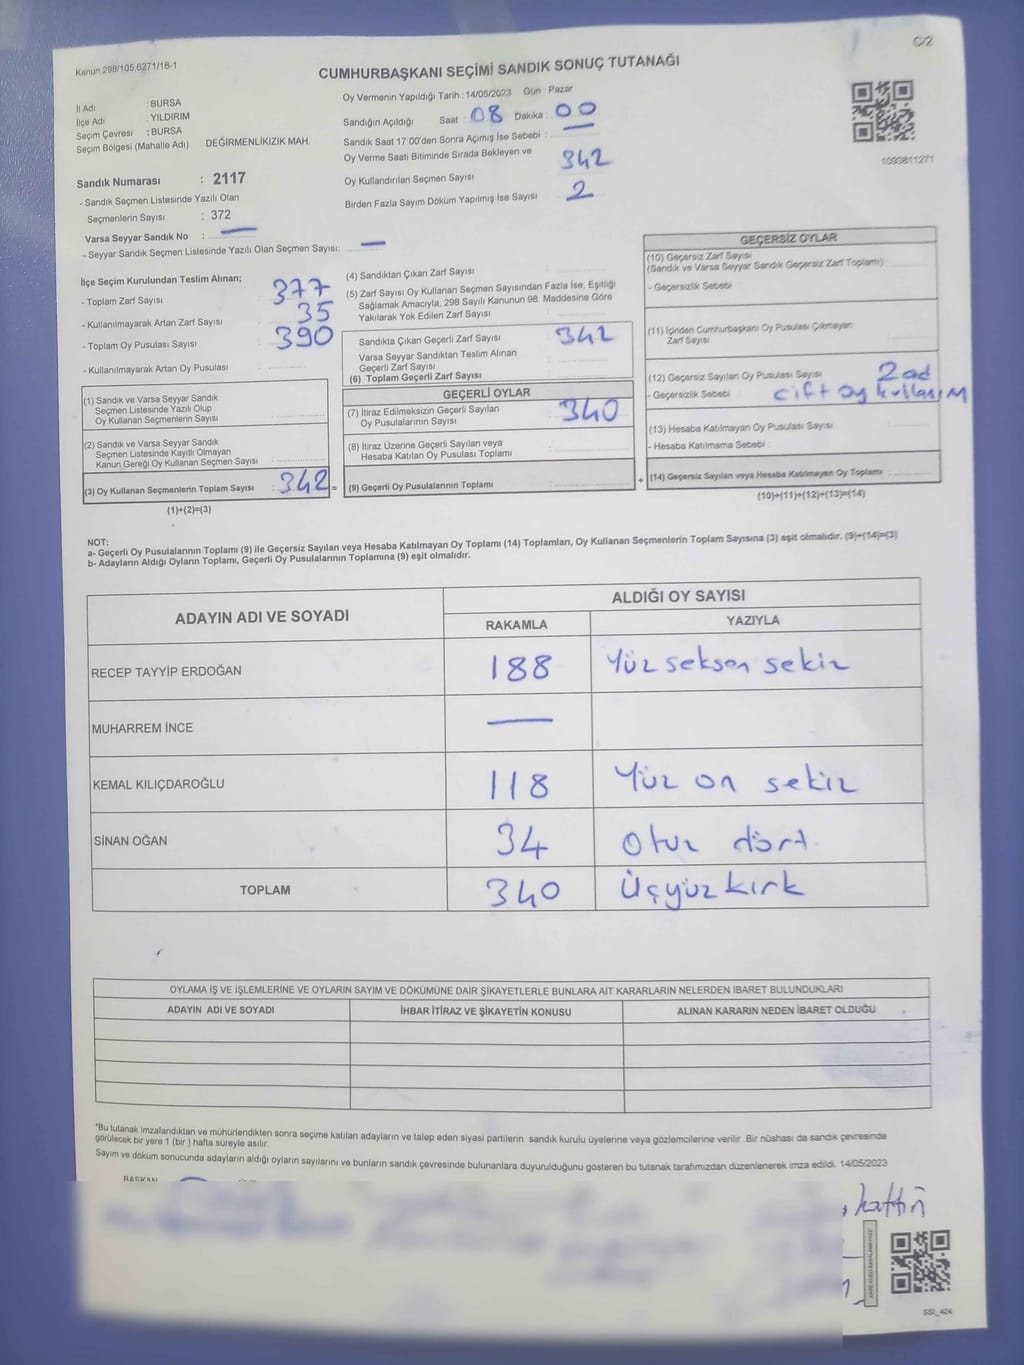 C/2
Kanun,298/105,6271/18-1
CUMHURBAŞKANI SEÇİMİ SANDIK SONUÇ TUTANAĞI
İl Adı : BURSA
İlçe Adı : YILDIRIM
Seçim Çevresi : BURSA
Seçim Bölgesi (Mahalle Adı) DEĞİRMENLİKIZIK MAH.
Sandık Numarası : 2117
- Sandık Seçmen Listesinde Yazılı Olan
Seçmenlerin Sayısı : 372
Varsa Seyyar Sandık No : —
- Seyyar Sandık Seçmen Listesinde Yazılı Olan Seçmen Sayısı: —
Oy Vermenin Yapıldığı Tarih :14/05/2023 Gün Pazar
Sandığın Açıldığı Saat : 08 Dakika : 00
Sandık Saat 17:00'den Sonra Açımış İse Sebebi : —
Oy Verme Saati Bitiminde Sırada Bekleyen ve
Oy Kullandırılan Seçmen Sayısı 342
Birden Fazla Sayım Döküm Yapılmış İse Sayısı 2
1093811271
İlçe Seçim Kurulundan Teslim Alınan;
- Toplam Zarf Sayısı 377
- Kullanılmayarak Artan Zarf Sayısı 35
- Toplam Oy Pusulası Sayısı 390
- Kullanılmayarak Artan Oy Pusulası :
(1) Sandık ve Varsa Seyyar Sandık
Seçmen Listesinde Yazılı Olup
Oy Kullanan Seçmenlerin Sayısı
(2) Sandık ve Varsa Seyyar Sandık
Seçmen Listesinde Kayıtlı Olmayan
Kanun Gereği Oy Kullanan Seçmen Sayısı
(3) Oy Kullanan Seçmenlerin Toplam Sayısı : 342 =
(1)+(2)=(3)
(4) Sandıktan Çıkan Zarf Sayısı
(5) Zarf Sayısı Oy Kullanan Seçmen Sayısından Fazla İse, Eşitliği
Sağlamak Amacıyla, 298 Sayılı Kanunun 98. Maddesine Göre
Yakılarak Yok Edilen Zarf Sayısı
Sandıkta Çıkan Geçerli Zarf Sayısı 342
Varsa Seyyar Sandıktan Teslim Alınan
Geçerli Zarf Sayısı
(6) Toplam Geçerli Zarf Sayısı
GEÇERLİ OYLAR
(7) İtiraz Edilmeksizin Geçerli Sayılan
Oy Pusulalarının Sayısı 340
(8) İtiraz Üzerine Geçerli Sayılan veya
Hesaba Katılan Oy Pusulası Toplamı
(9) Geçerli Oy Pusulalarının Toplamı : +
GEÇERSİZ OYLAR
(10) Geçersiz Zarf Sayısı
(Sandık ve Varsa Seyyar Sandık Geçersiz Zarf Toplamı)
- Geçersizlik Sebebi
(11) İçinden Cumhurbaşkanı Oy Pusulası Çıkmayan
Zarf Sayısı
(12) Geçersiz Sayılan Oy Pusulası Sayısı 2 ad
- Geçersizlik Sebebi : çift oy kullanım
(13) Hesaba Katılmayan Oy Pusulası Sayısı
- Hesaba Katılmama Sebebi :
(14) Geçersiz Sayılan veya Hesaba Katılmayan Oy Toplamı
(10)+(11)+(12)+(13)=(14)
NOT:
a- Geçerli Oy Pusulalarının Toplamı (9) ile Geçersiz Sayılan veya Hesaba Katılmayan Oy Toplamı (14) Toplamları, Oy Kullanan Seçmenlerin Toplam Sayısına (3) eşit olmalıdır. (9)+(14)=(3)
b- Adayların Aldığı Oyların Toplamı, Geçerli Oy Pusulalarının Toplamına (9) eşit olmalıdır.
ADAYIN ADI VE SOYADI ALDIĞI OY SAYISI
RAKAMLA YAZIYLA
RECEP TAYYİP ERDOĞAN 188 Yüz seksen sekiz
MUHARREM İNCE —
KEMAL KILIÇDAROĞLU 118 Yüz on sekiz
SİNAN OĞAN 34 Otuz dört
TOPLAM 340 Üçyüz kırk
OYLAMA İŞ VE İŞLEMLERİNE VE OYLARIN SAYIM VE DÖKÜMÜNE DAİR ŞİKAYETLERLE BUNLARA AİT KARARLARIN NELERDEN İBARET BULUNDUKLARI
ADAYIN ADI VE SOYADI İHBAR İTİRAZ VE ŞİKAYETİN KONUSU ALINAN KARARIN NEDEN İBARET OLDUĞU
"Bu tutanak imzalandıktan ve mühürlendikten sonra seçime katılan adayların ve talep eden siyasi partilerin sandık kurulu üyelerine veya gözlemcilerine verilir .Bir nüshası da sandık çevresinde
görülecek bir yere 1 (bir ) hafta süreyle asılır.
Sayım ve döküm sonucunda adayların aldığı oyların sayılarını ve bunların sandık çevresinde bulunanlara duyurulduğunu gösteren bu tutanak tarafımızdan düzenlenerek imza edildi. 14/05/2023
BAŞKAN
SSI_404